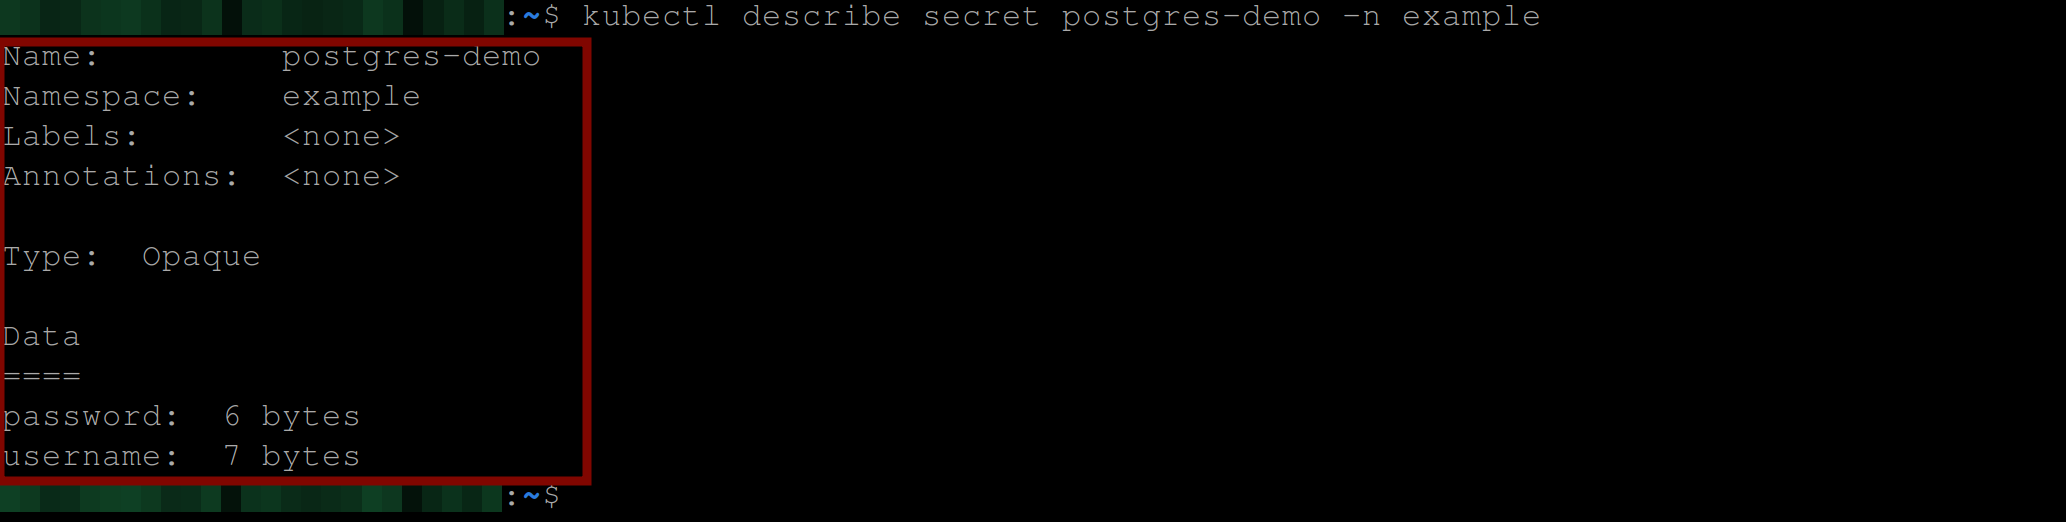 :~$ kubectl describe secret postgres-demo -n example
Name:         postgres-demo
Namespace:    example
Labels:       <none>
Annotations:  <none>

Type:  Opaque

Data
====
password:  6 bytes
username:  7 bytes
:~$